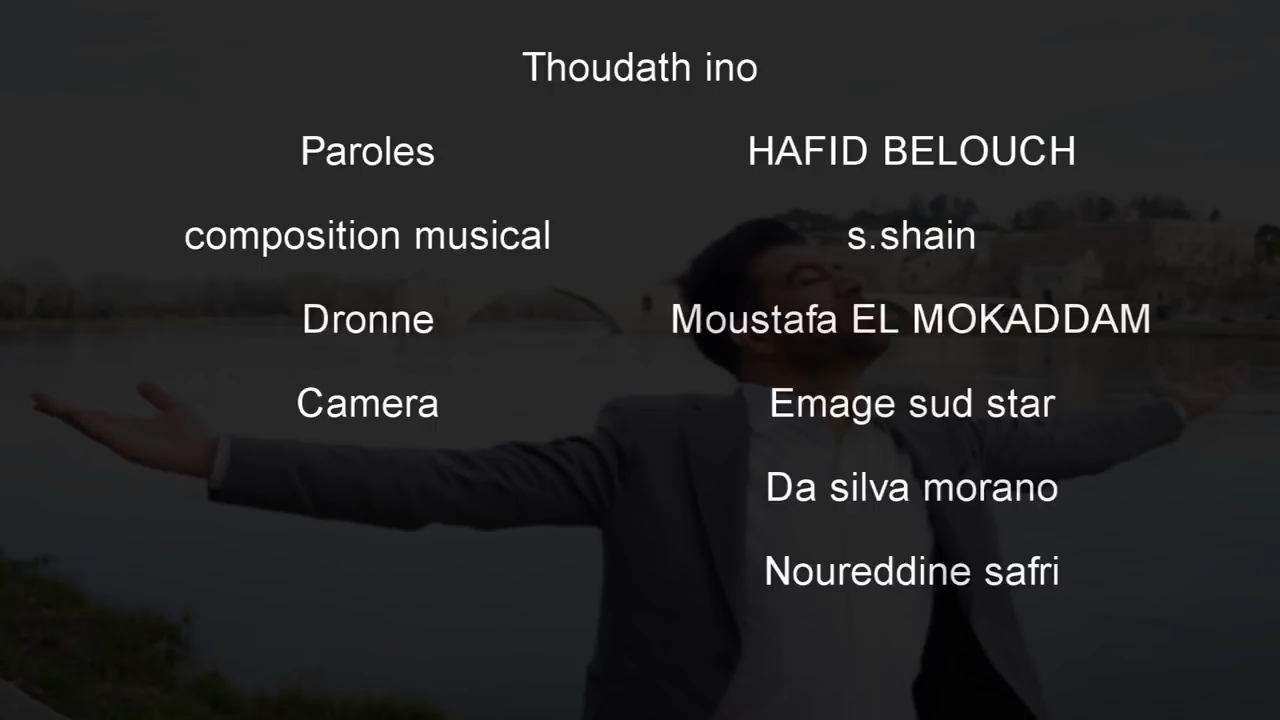 Thoudath ino
Paroles HAFID BELOUCH
composition musical s.shain
Dronne Moustafa EL MOKADDAM
Camera Emage sud star
Da silva morano
Noureddine safri